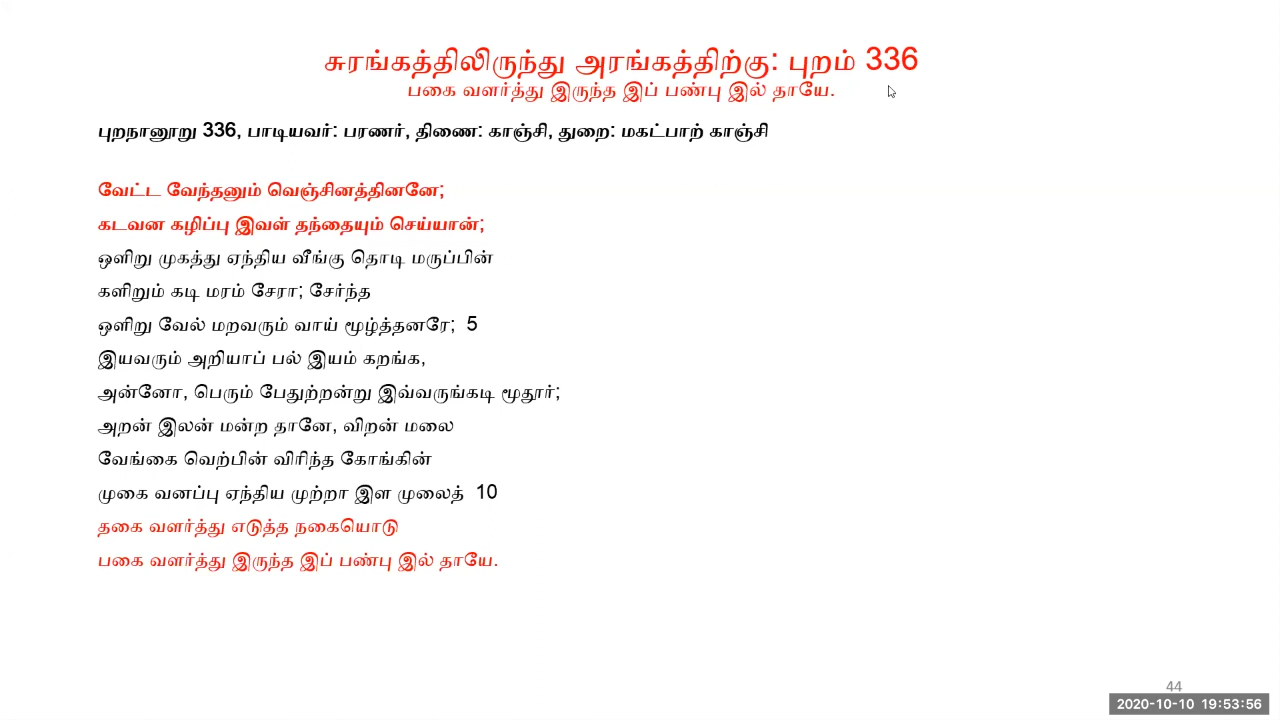 சுரங்கத்திலிருந்து அரங்கத்திற்கு: புறம் 336
பகை வளர்த்து இருந்த இப் பண்பு இல் தாயே.
புறநானூறு 336, பாடியவர்: பரணர், திணை: காஞ்சி, துறை: மகட்பாற் காஞ்சி
வேட்ட வேந்தனும் வெஞ்சினத்தினனே;
கடவன கழிப்பு இவள் தந்தையும் செய்யான்;
ஒளிறு முகத்து ஏந்திய வீங்கு தொடி மருப்பின்
களிறும் கடி மரம் சேரா; சேர்ந்த
ஒளிறு வேல் மறவரும் வாய் மூழ்த்தனரே; 5
இயவரும் அறியாப் பல் இயம் கறங்க,
அன்னோ, பெரும் பேதுற்றன்று இவ்வருங்கடி மூதூர்;
அறன் இலன் மன்ற தானே, விறன் மலை
வேங்கை வெற்பின் விரிந்த கோங்கின்
முகை வனப்பு ஏந்திய முற்றா இள முலைத் 10
தகை வளர்த்து எடுத்த நகையொடு
பகை வளர்த்து இருந்த இப் பண்பு இல் தாயே.
44
2020-10-10 19:53:56